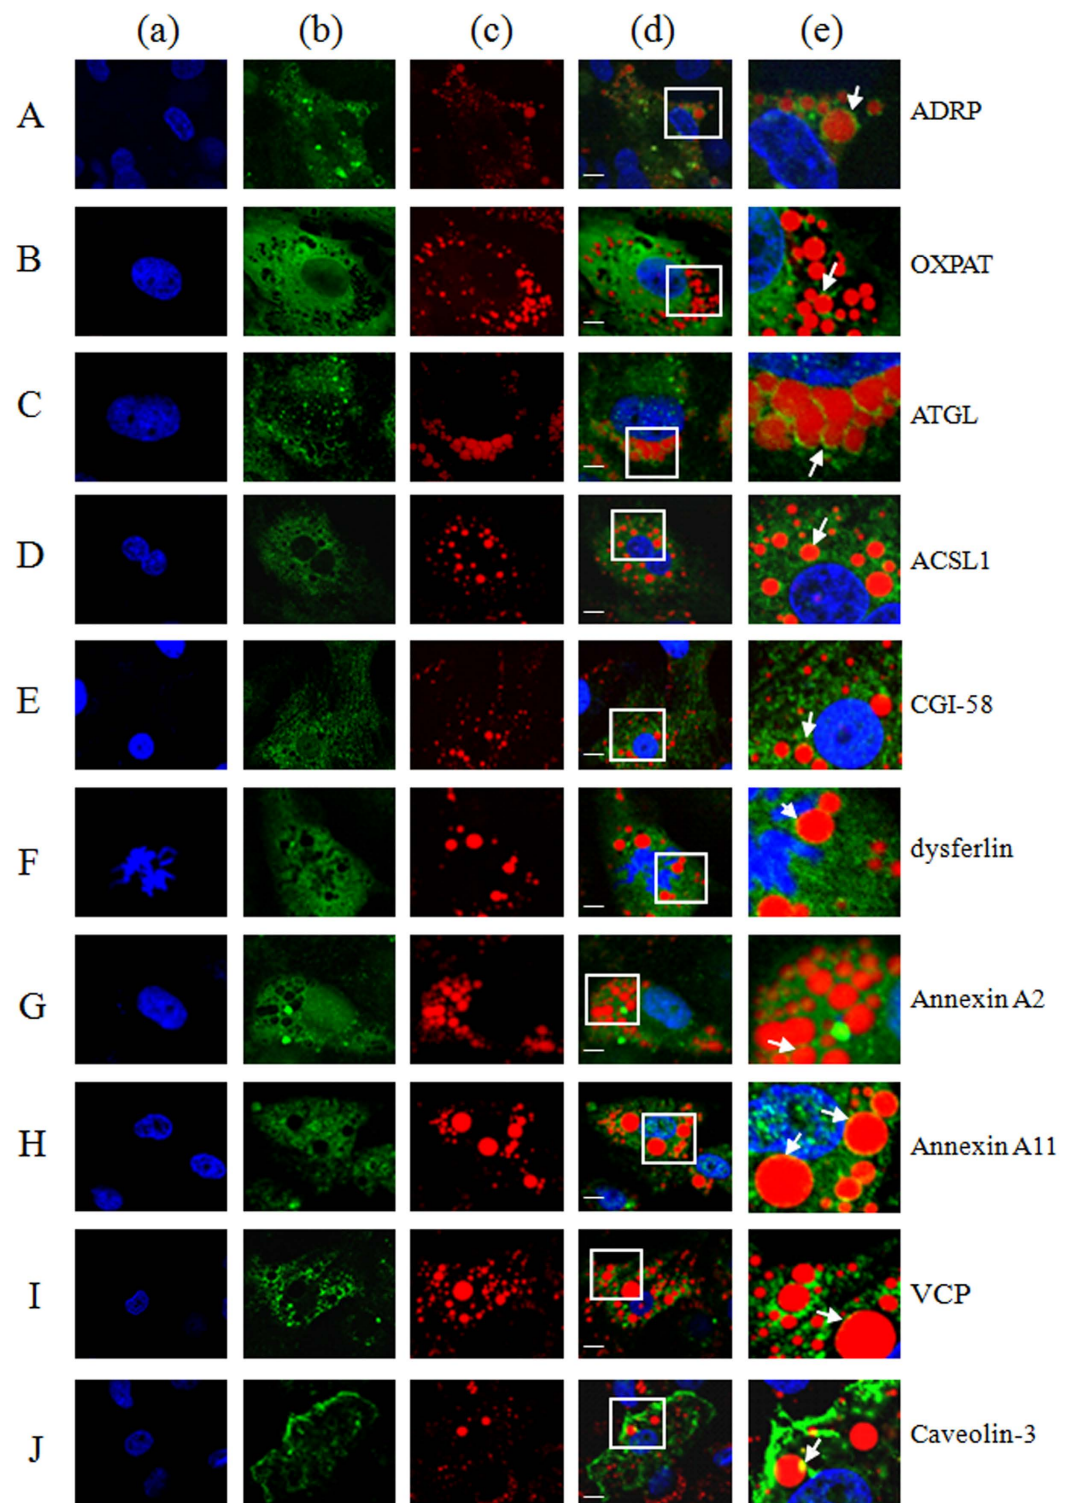 (a) (b) (c) (d) (e)
A ADRP
B OXPAT
C ATGL
D ACSL1
E CGI-58
F dysferlin
G Annexin A2
H Annexin A11
I VCP
J Caveolin-3